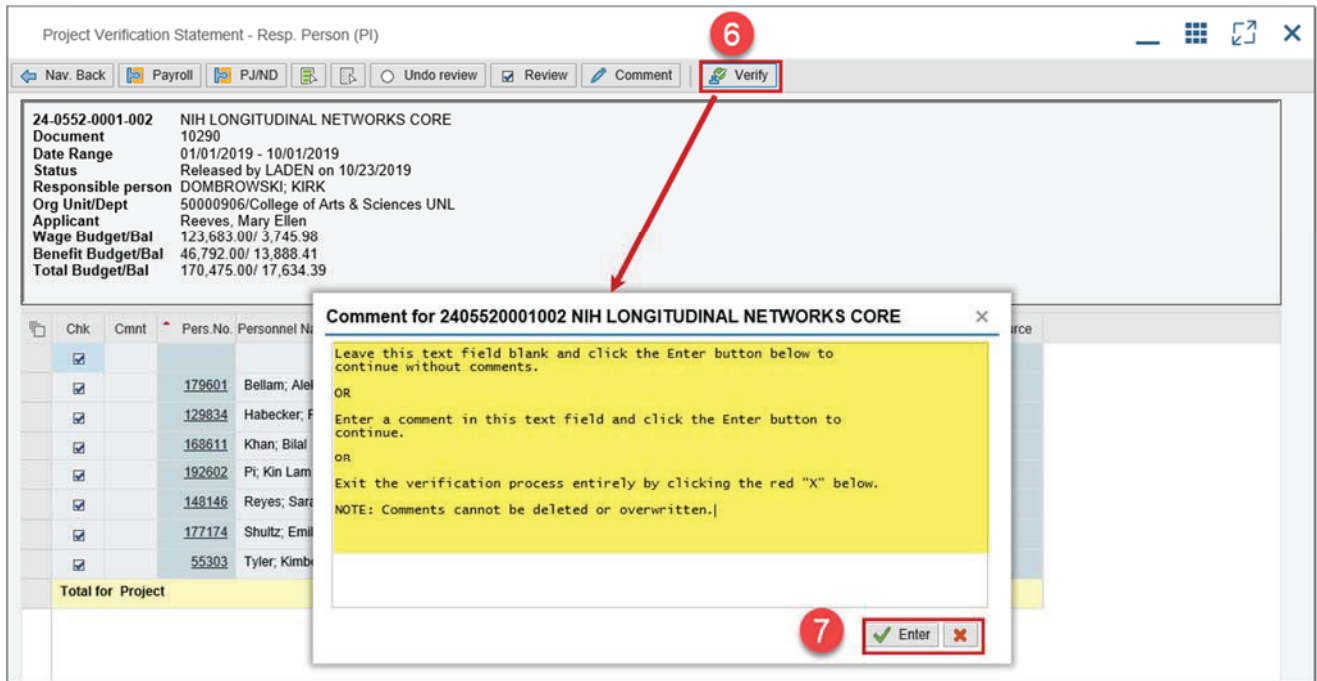 Project Verification Statement - Resp. Person (PI)
6
Nav. Back Payroll PJ/ND Undo review Review Comment Verify
24-0552-0001-002 NIH LONGITUDINAL NETWORKS CORE
Document 10290
Date Range 01/01/2019 - 10/01/2019
Status Released by LADEN on 10/23/2019
Responsible person DOMBROWSKI; KIRK
Org Unit/Dept 50000906/College of Arts & Sciences UNL
Applicant Reeves, Mary Ellen
Wage Budget/Bal 123,683.00/ 3,745.98
Benefit Budget/Bal 46,792.00/ 13,888.41
Total Budget/Bal 170,475.00/ 17,634.39
Chk Cmnt Pers.No. Personnel Na
179601 Bellam; Alek
129834 Habecker;
168611 Khan; Bilal
192602 Pi; Kin Lam
148146 Reyes; Sara
177174 Shultz; Emil
55303 Tyler; Kimbe
Total for Project
Comment for 2405520001002 NIH LONGITUDINAL NETWORKS CORE
Leave this text field blank and click the Enter button below to
continue without comments.
OR
Enter a comment in this text field and click the Enter button to
continue.
OR
Exit the verification process entirely by clicking the red "X" below.
NOTE: Comments cannot be deleted or overwritten.
7
Enter